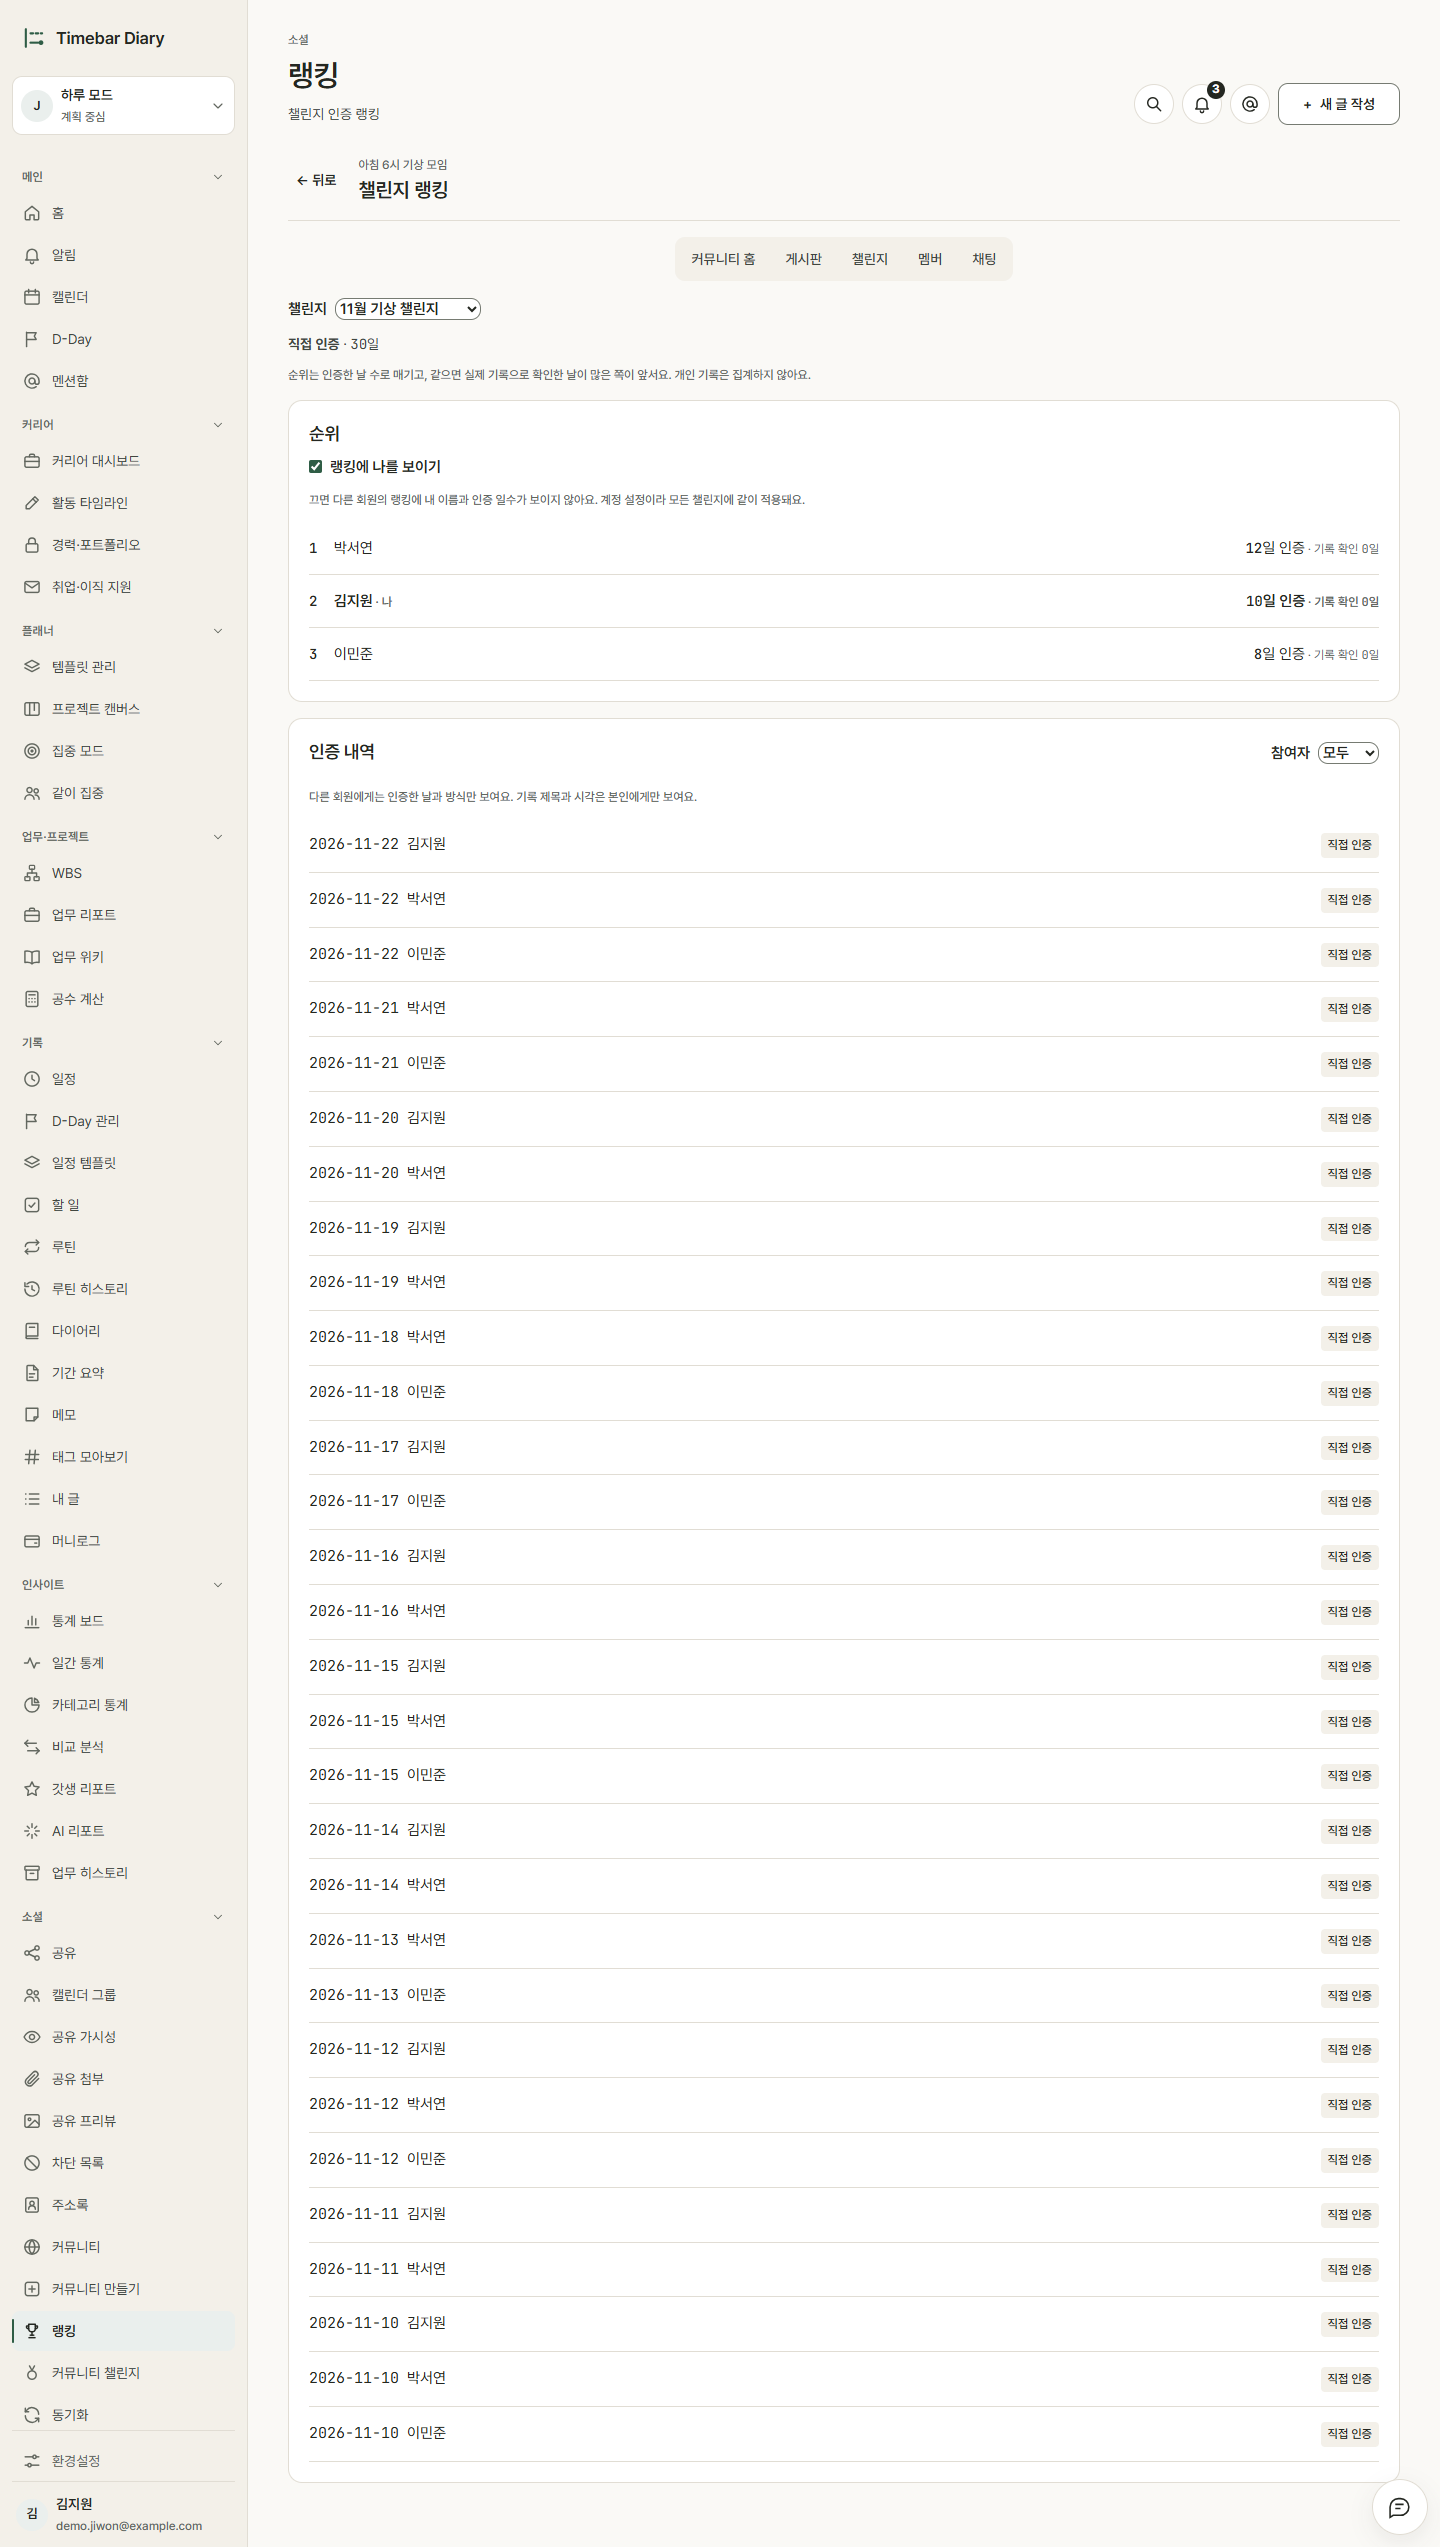 Timebar Diary
J
하루 모드
계획 중심
메인
홈
알림
캘린더
D-Day
멘션함
커리어
커리어 대시보드
활동 타임라인
경력·포트폴리오
취업·이직 지원
플래너
템플릿 관리
프로젝트 캔버스
집중 모드
같이 집중
업무·프로젝트
WBS
업무 리포트
업무 위키
공수 계산
기록
일정
D-Day 관리
일정 템플릿
할 일
루틴
루틴 히스토리
다이어리
기간 요약
메모
태그 모아보기
내 글
머니로그
인사이트
통계 보드
일간 통계
카테고리 통계
비교 분석
갓생 리포트
AI 리포트
업무 히스토리
소셜
공유
캘린더 그룹
공유 가시성
공유 첨부
공유 프리뷰
차단 목록
주소록
커뮤니티
커뮤니티 만들기
랭킹
커뮤니티 챌린지
동기화
환경설정
김
김지원
demo.jiwon@example.com
소셜
랭킹
챌린지 인증 랭킹
3
+ 새 글 작성
← 뒤로
아침 6시 기상 모임
챌린지 랭킹
커뮤니티 홈 게시판 챌린지 멤버 채팅
챌린지 11월 기상 챌린지
직접 인증 · 30일
순위는 인증한 날 수로 매기고, 같으면 실제 기록으로 확인한 날이 많은 쪽이 앞서요. 개인 기록은 집계하지 않아요.
순위
랭킹에 나를 보이기
끄면 다른 회원의 랭킹에 내 이름과 인증 일수가 보이지 않아요. 계정 설정이라 모든 챌린지에 같이 적용돼요.
1 박서연 12일 인증 · 기록 확인 0일
2 김지원 · 나 10일 인증 · 기록 확인 0일
3 이민준 8일 인증 · 기록 확인 0일
인증 내역 참여자 모두
다른 회원에게는 인증한 날과 방식만 보여요. 기록 제목과 시각은 본인에게만 보여요.
2026-11-22 김지원 직접 인증
2026-11-22 박서연 직접 인증
2026-11-22 이민준 직접 인증
2026-11-21 박서연 직접 인증
2026-11-21 이민준 직접 인증
2026-11-20 김지원 직접 인증
2026-11-20 박서연 직접 인증
2026-11-19 김지원 직접 인증
2026-11-19 박서연 직접 인증
2026-11-18 박서연 직접 인증
2026-11-18 이민준 직접 인증
2026-11-17 김지원 직접 인증
2026-11-17 이민준 직접 인증
2026-11-16 김지원 직접 인증
2026-11-16 박서연 직접 인증
2026-11-15 김지원 직접 인증
2026-11-15 박서연 직접 인증
2026-11-15 이민준 직접 인증
2026-11-14 김지원 직접 인증
2026-11-14 박서연 직접 인증
2026-11-13 박서연 직접 인증
2026-11-13 이민준 직접 인증
2026-11-12 김지원 직접 인증
2026-11-12 박서연 직접 인증
2026-11-12 이민준 직접 인증
2026-11-11 김지원 직접 인증
2026-11-11 박서연 직접 인증
2026-11-10 김지원 직접 인증
2026-11-10 박서연 직접 인증
2026-11-10 이민준 직접 인증